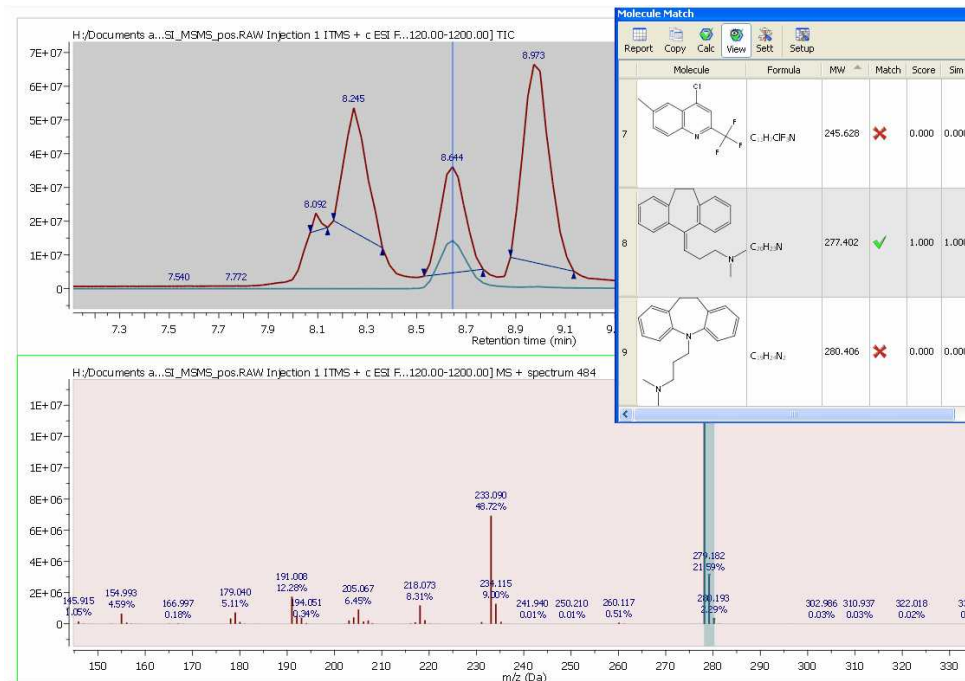 H:/Documents a...SI_MSMS_pos.RAW Injection 1 ITMS + c ESI F...120.00-1200.00] TIC
7E+07
6E+07
5E+07
4E+07
3E+07
2E+07
1E+07
0
8.092
8.245
8.644
8.973
7.540
7.772
7.3
7.5
7.7
7.9
8.1
8.3
8.5
8.7
8.9
9.1
Retention time (min)
Molecule Match
Report Copy Calc View Sett Setup
Molecule Formula MW Match Score Sim
7 245.628 0.000 0.000
Cl
N
F
F
F
8 C20H23N 277.402 1.000 1.000
N
9 C19H24N2 280.406 0.000 0.000
N
N
H:/Documents a...SI_MSMS_pos.RAW Injection 1 ITMS + c ESI F...120.00-1200.00] MS + spectrum 484
1E+07
1E+07
1E+07
8E+06
6E+06
4E+06
2E+06
0
145.915
1.05%
154.993
4.59%
166.997
0.18%
179.040
5.11%
191.008
12.28%
194.051
0.34%
205.067
6.45%
218.073
8.31%
233.090
48.72%
234.115
9.00%
241.940
0.01%
250.210
0.01%
260.117
0.51%
279.182
21.59%
280.193
2.29%
302.986
0.03%
310.937
0.03%
322.018
0.02%
150
160
170
180
190
200
210
220
230
240
250
260
270
280
290
300
310
320
330
m/z (Da)